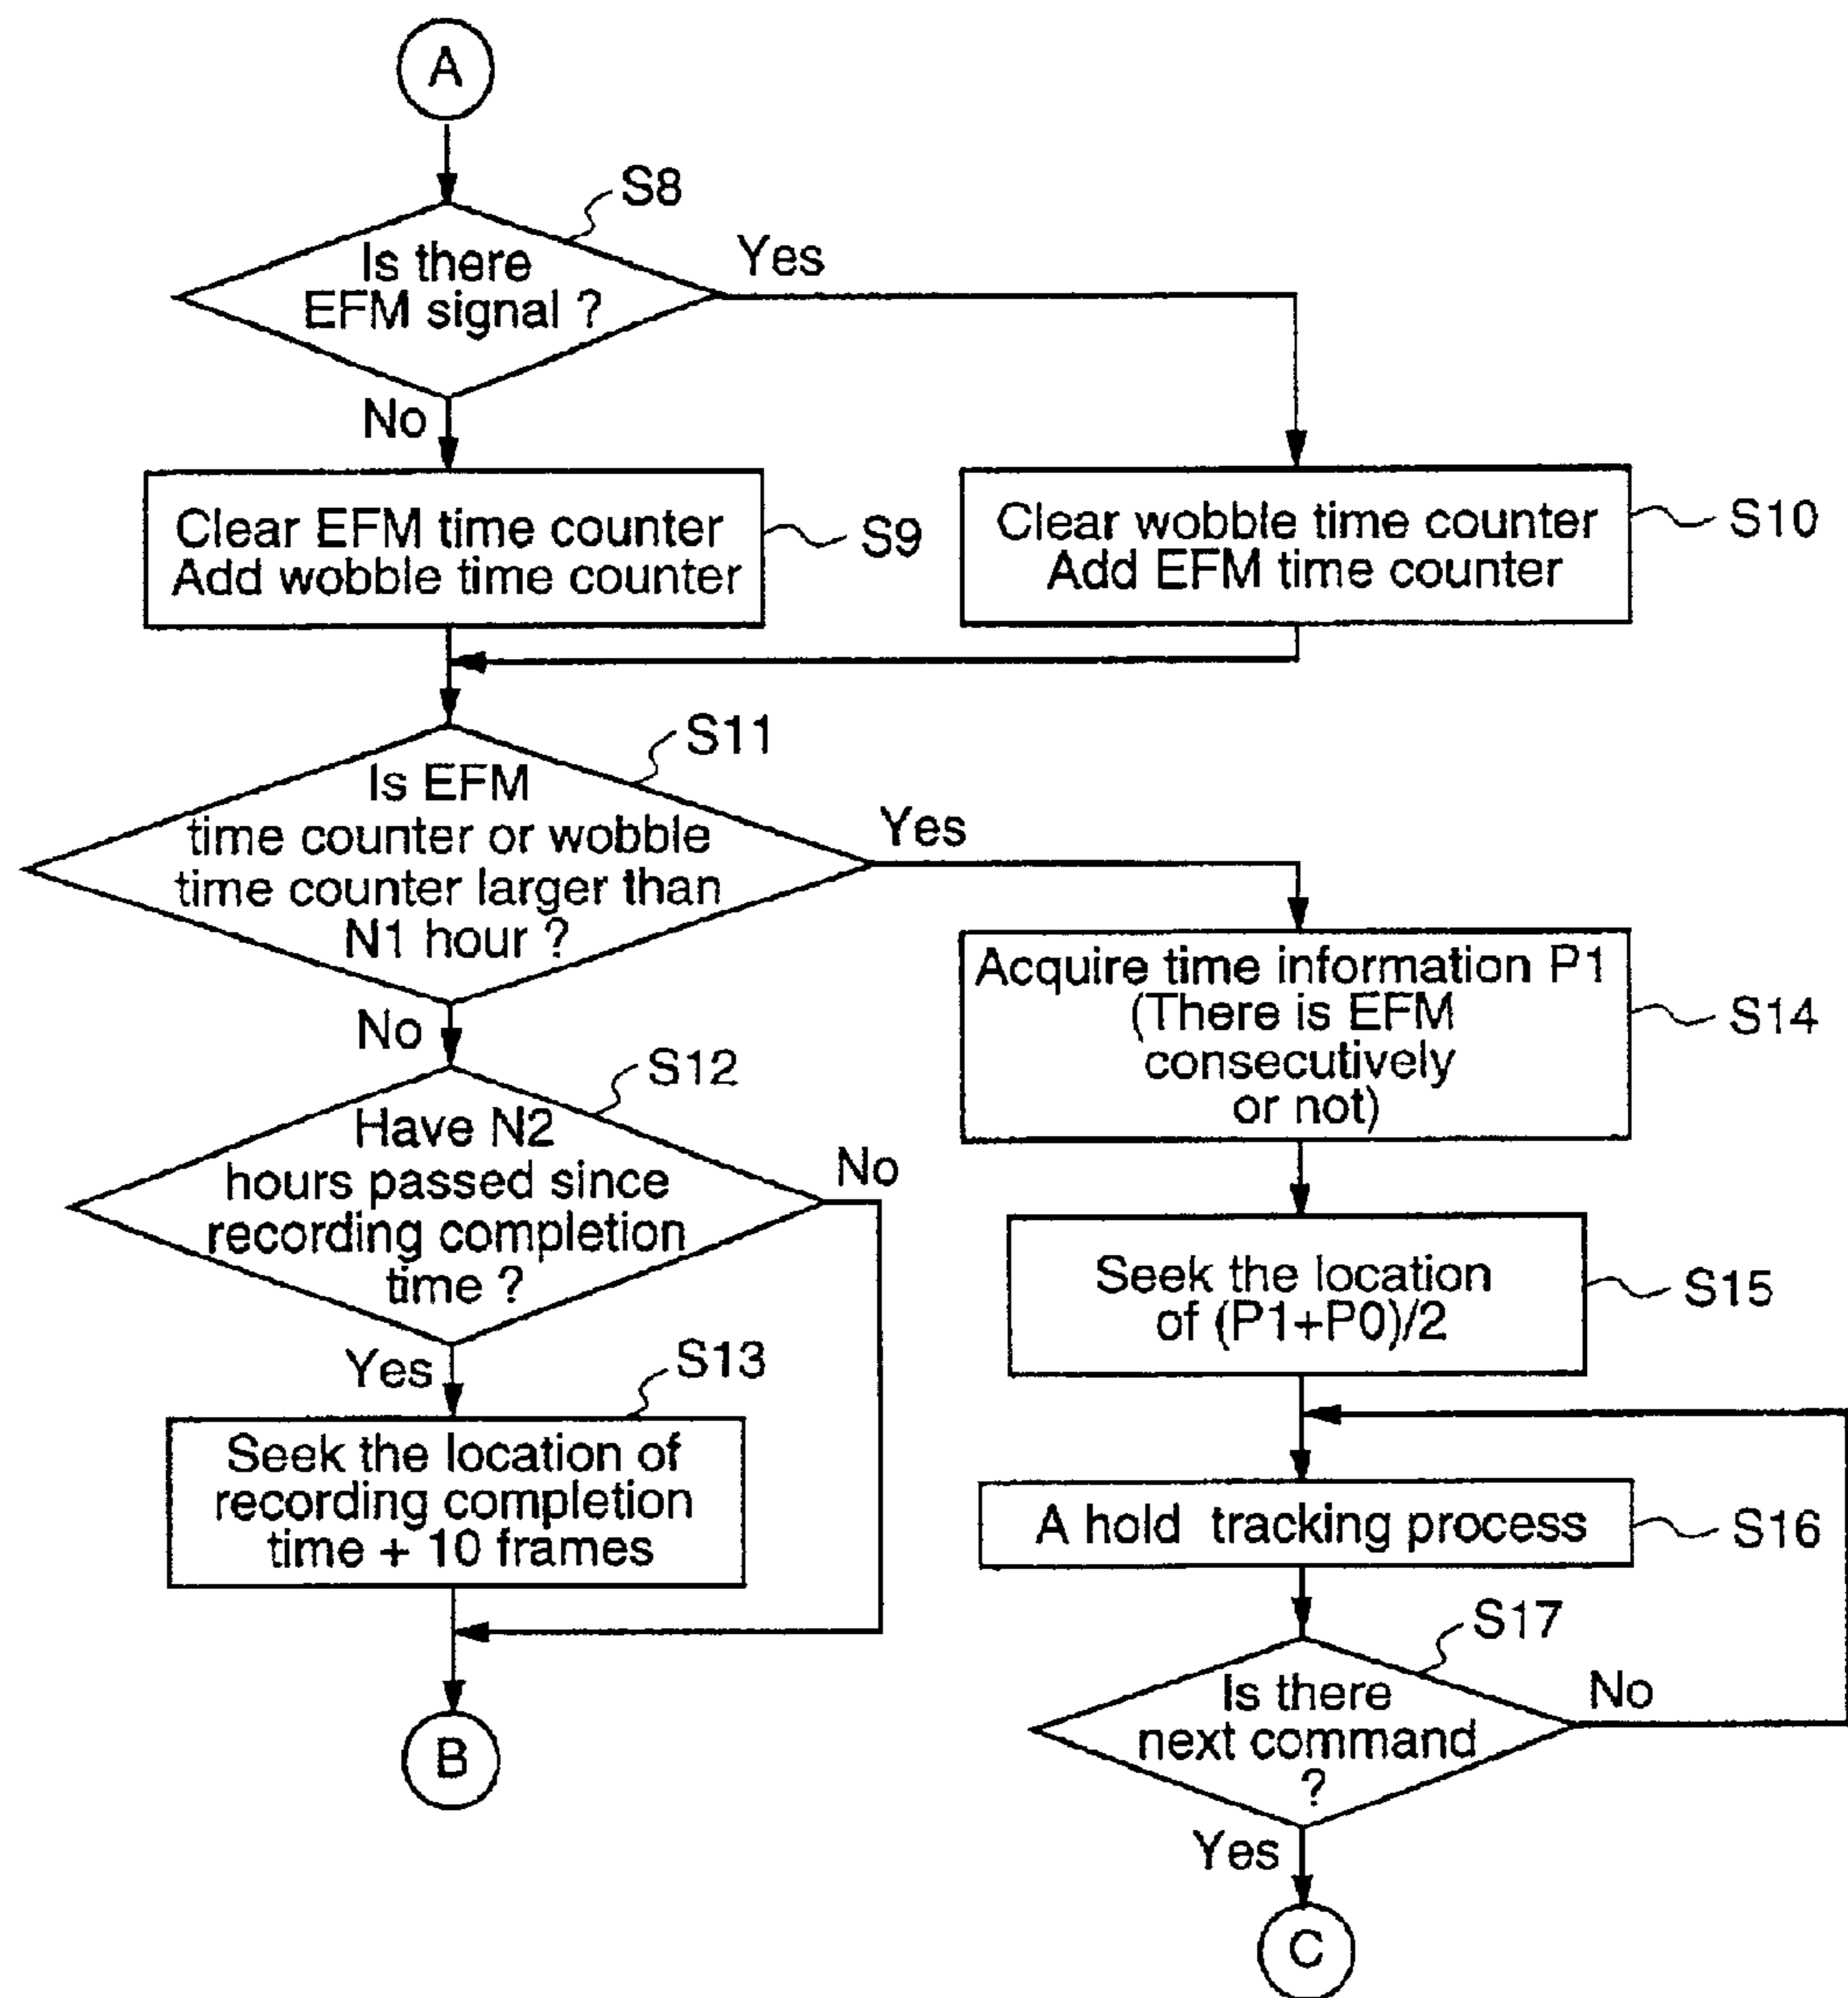 A
S8
Is there
EFM signal ?
Yes
No
Clear EFM time counter
Add wobble time counter
S9
Clear wobble time counter
Add EFM time counter
S10
S11
Is EFM
time counter or wobble
time counter larger than
N1 hour ?
Yes
No
Acquire time information P1
(There is EFM
consecutively
or not)
S14
S12
Have N2
hours passed since
recording completion
time ?
No
Yes
Seek the location
of (P1+P0)/2
S15
S13
Seek the location of
recording completion
time + 10 frames
A hold tracking process
S16
S17
Is there
next command
?
No
Yes
B
C